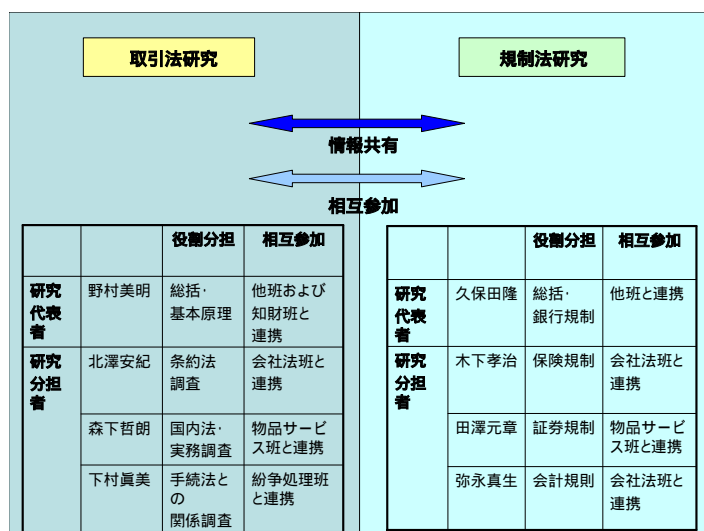 取引法研究
規制法研究
情報共有
相互参加
役割分担 相互参加
研究代表者 野村美明 総括・基本原理 他班および知財班と連携
研究分担者 北澤安紀 条約法調査 会社法班と連携
森下哲朗 国内法・実務調査 物品サービス班と連携
下村眞美 手続法との関係調査 紛争処理班と連携
役割分担 相互参加
研究代表者 久保田隆 総括・銀行規制 他班と連携
研究分担者 木下孝治 保険規制 会社法班と連携
田澤元章 証券規制 物品サービス班と連携
弥永真生 会計規則 会社法班と連携